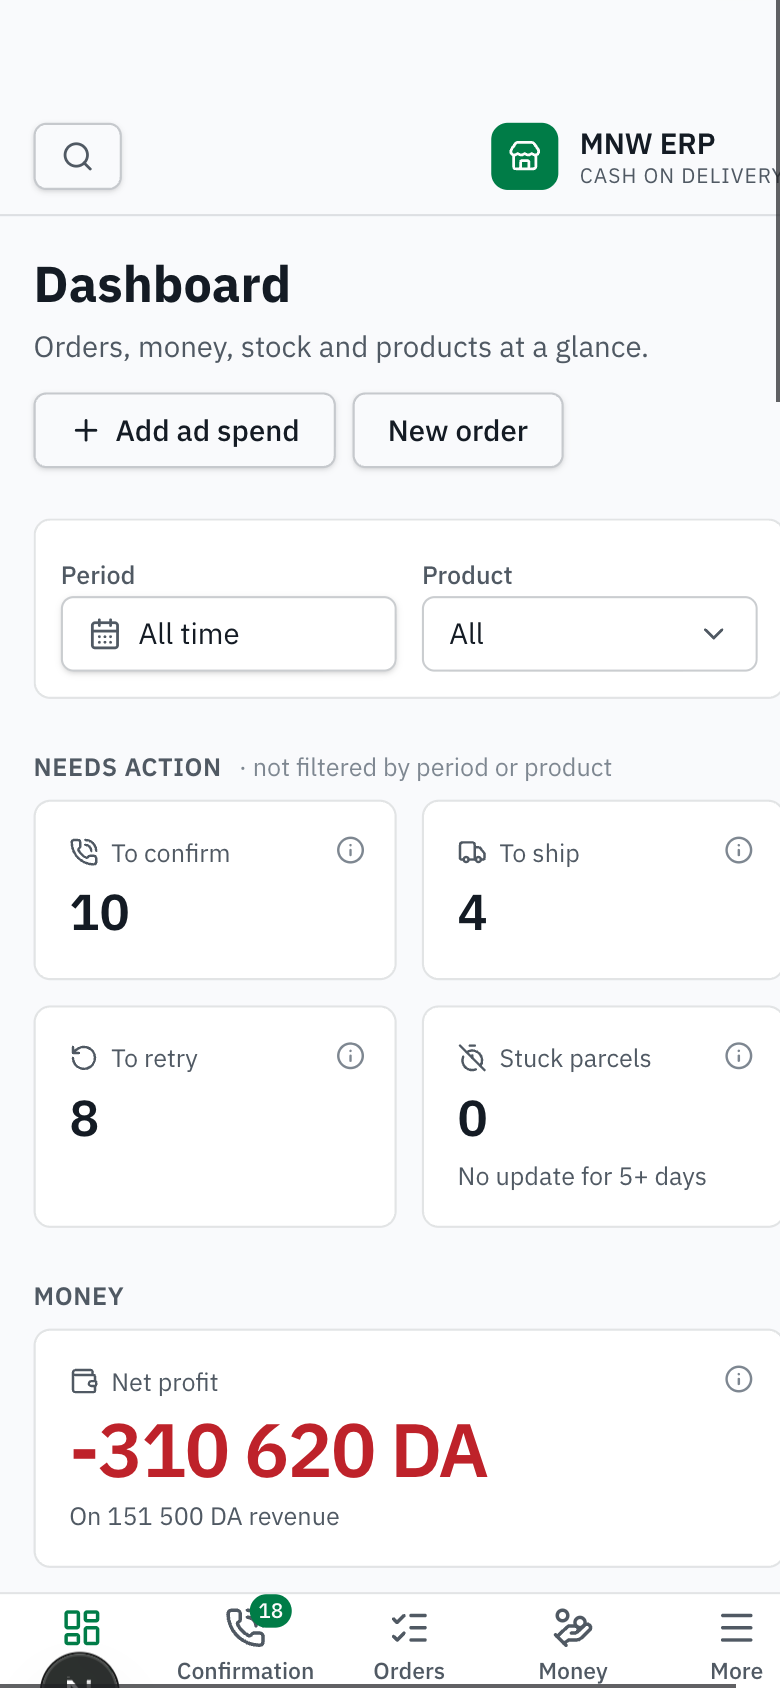 MNW ERP
CASH ON DELIVERY
Dashboard
Orders, money, stock and products at a glance.
+ Add ad spend
New order
Period
Product
All time
All
NEEDS ACTION · not filtered by period or product
To confirm
10
To ship
4
To retry
8
Stuck parcels
0
No update for 5+ days
MONEY
Net profit
-310 620 DA
On 151 500 DA revenue
18
Confirmation
Orders
Money
More